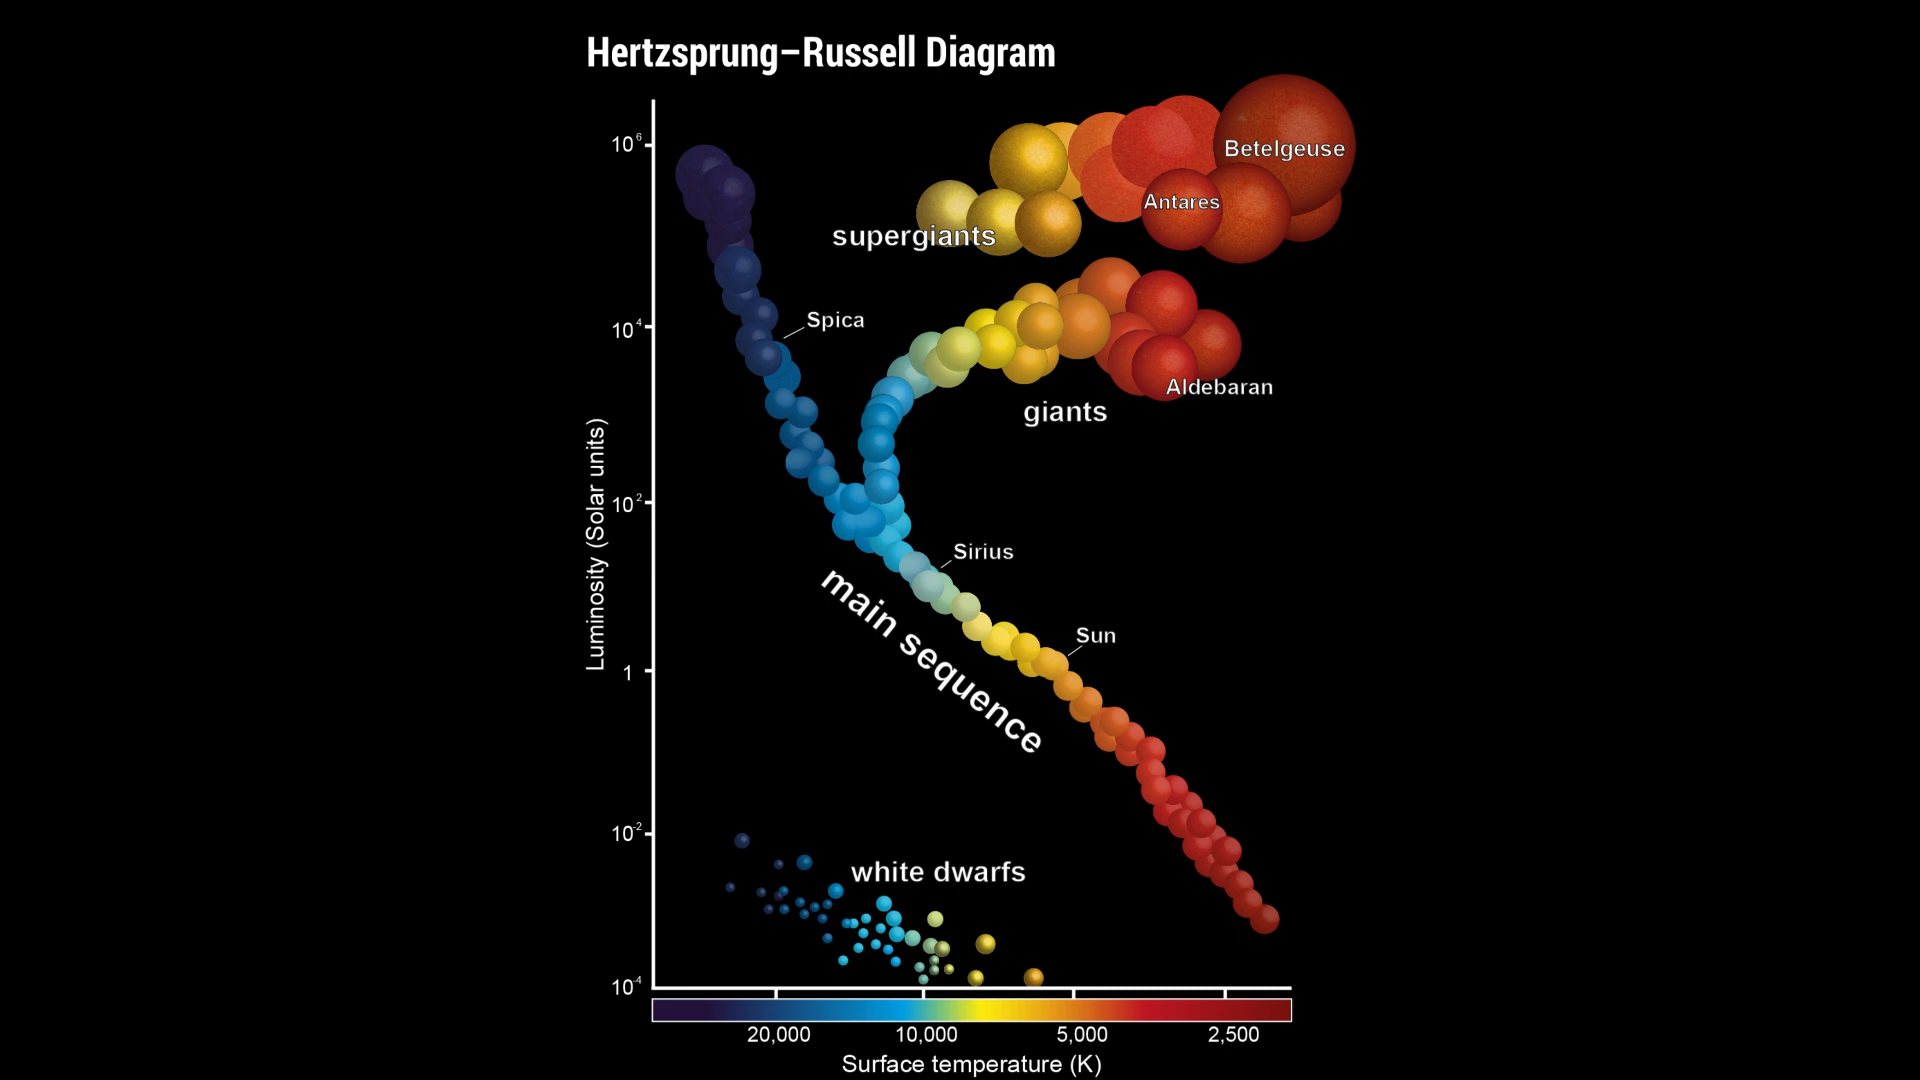 Hertzsprung–Russell Diagram
10⁶
Betelgeuse
Antares
supergiants
Spica
10⁴
Aldebaran
giants
Luminosity (Solar units)
10²
Sirius
main sequence
Sun
1
10⁻²
white dwarfs
10⁻⁴
20,000 10,000 5,000 2,500
Surface temperature (K)